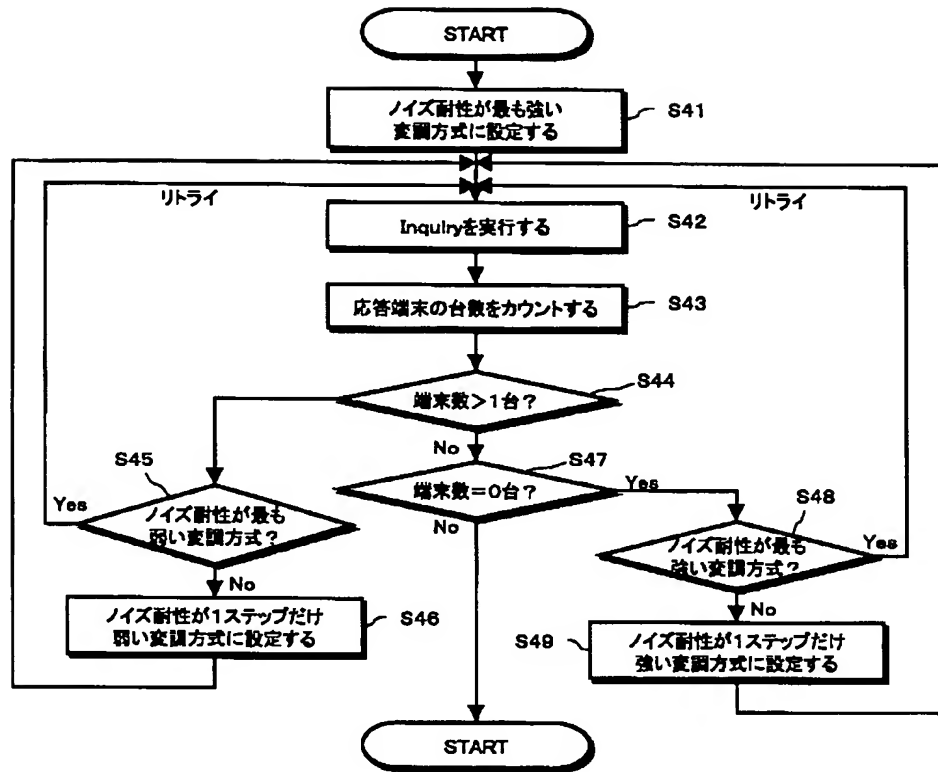 START
ノイズ耐性が最も強い
変調方式に設定する
S41
リトライ
リトライ
Inquiryを実行する
S42
応答端末の台数をカウントする
S43
端末数＞1台？
S44
No
S45
Yes
ノイズ耐性が最も
弱い変調方式？
No
端末数＝0台？
S47
Yes
No
S48
ノイズ耐性が最も
強い変調方式？
Yes
No
ノイズ耐性が1ステップだけ
弱い変調方式に設定する
S46
S49
ノイズ耐性が1ステップだけ
強い変調方式に設定する
START